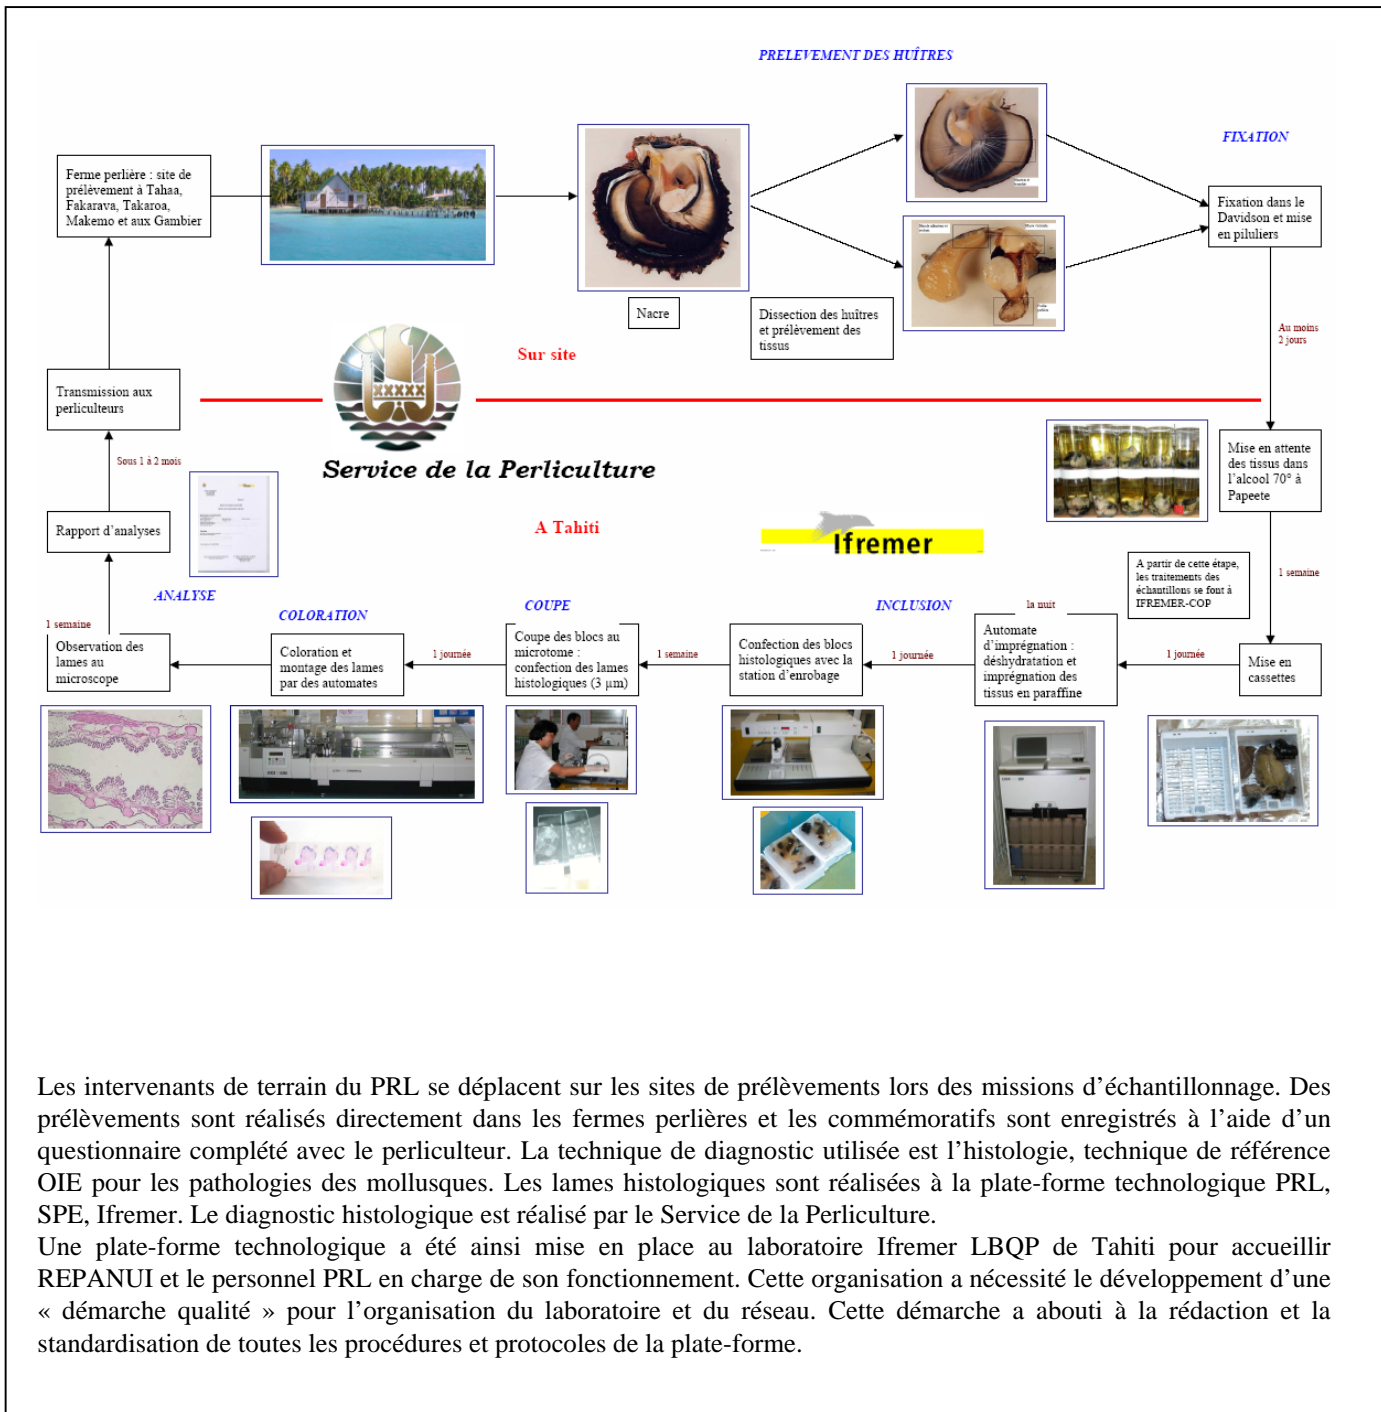 PRELEVEMENT DES HUÎTRES
FIXATION
Ferme perlière : site de
prélèvement à Tahaa,
Fakarava, Takaroa,
Makemo et aux Gambier
Nacre
Dissection des huîtres
et prélèvement des
tissus
Fixation dans le
Davidson et mise
en piluliers
Au moins
2 jours
Sur site
Transmission aux
perliculteurs
Service de la Perliculture
Sous 1 à 2 mois
Mise en attente
des tissus dans
l'alcool 70° à
Papeete
Rapport d'analyses
A Tahiti
Ifremer
A partir de cette étape,
les traitements des
échantillons se font à
IFREMER-COP
1 semaine
ANALYSE
COLORATION
COUPE
INCLUSION
la nuit
1 semaine
Observation des
lames au
microscope
Coloration et
montage des lames
par des automates
1 journée
Coupe des blocs au
microtome :
confection des lames
histologiques (3 µm)
1 semaine
Confection des blocs
histologiques avec la
station d'enrobage
1 journée
Automate
d'imprégnation :
déshydratation et
imprégnation des
tissus en paraffine
1 journée
Mise en
cassettes
Les intervenants de terrain du PRL se déplacent sur les sites de prélèvements lors des missions d'échantillonnage. Des
prélèvements sont réalisés directement dans les fermes perlières et les commémoratifs sont enregistrés à l'aide d'un
questionnaire complété avec le perliculteur. La technique de diagnostic utilisée est l'histologie, technique de référence
OIE pour les pathologies des mollusques. Les lames histologiques sont réalisées à la plate-forme technologique PRL,
SPE, Ifremer. Le diagnostic histologique est réalisé par le Service de la Perliculture.
Une plate-forme technologique a été ainsi mise en place au laboratoire Ifremer LBQP de Tahiti pour accueillir
REPANUI et le personnel PRL en charge de son fonctionnement. Cette organisation a nécessité le développement d'une
« démarche qualité » pour l'organisation du laboratoire et du réseau. Cette démarche a abouti à la rédaction et la
standardisation de toutes les procédures et protocoles de la plate-forme.